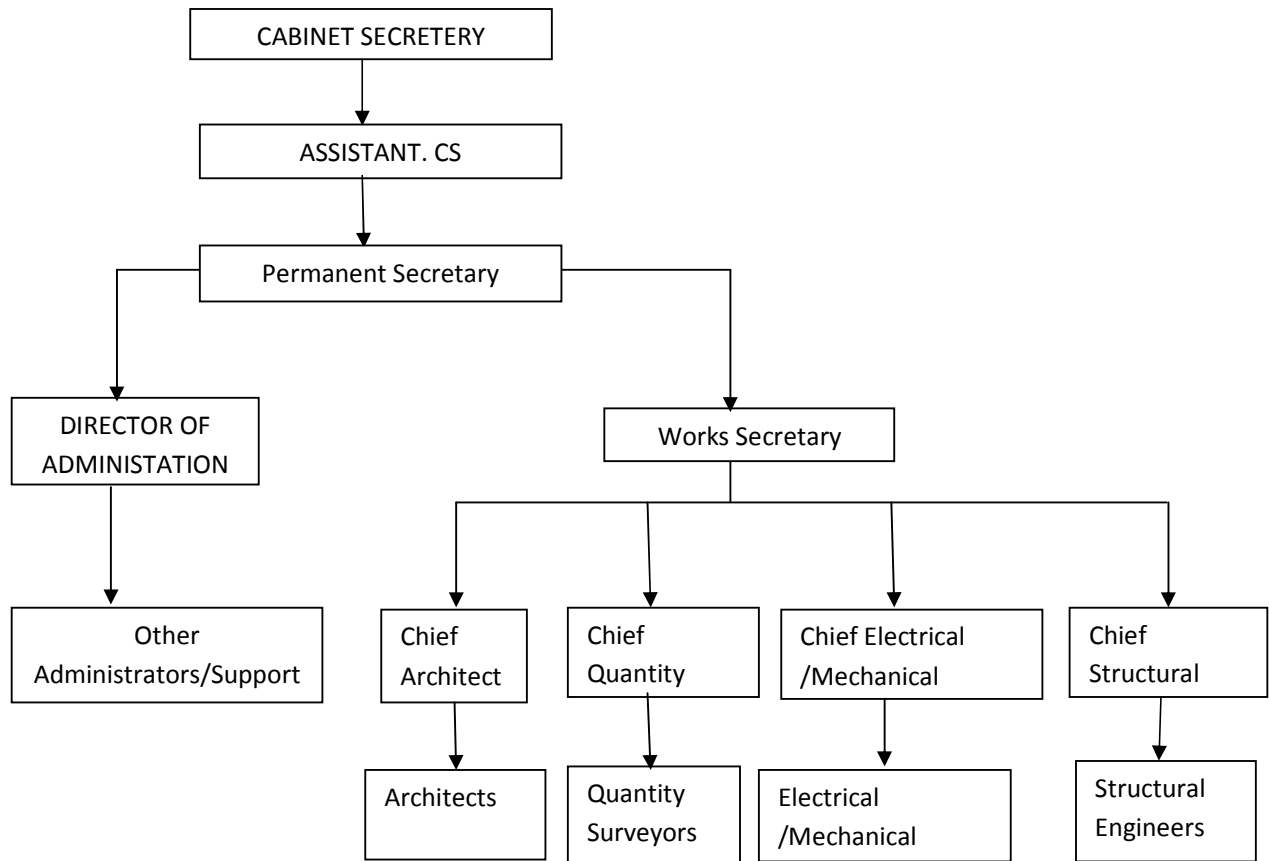 CABINET SECRETERY
ASSISTANT. CS
Permanent Secretary
DIRECTOR OF
ADMINISTATION
Works Secretary
Other
Administrators/Support
Chief
Architect
Chief
Quantity
Chief Electrical
/Mechanical
Chief
Structural
Architects
Quantity
Surveyors
Electrical
/Mechanical
Structural
Engineers